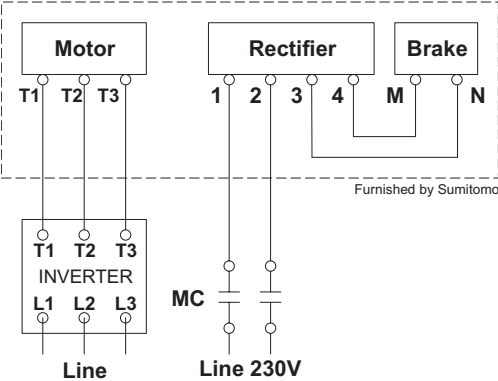 Motor Rectifier Brake
T1 T2 T3 1 2 3 4 M N
Furnished by Sumitomo
T1 T2 T3
INVERTER
L1 L2 L3
MC
Line Line 230V